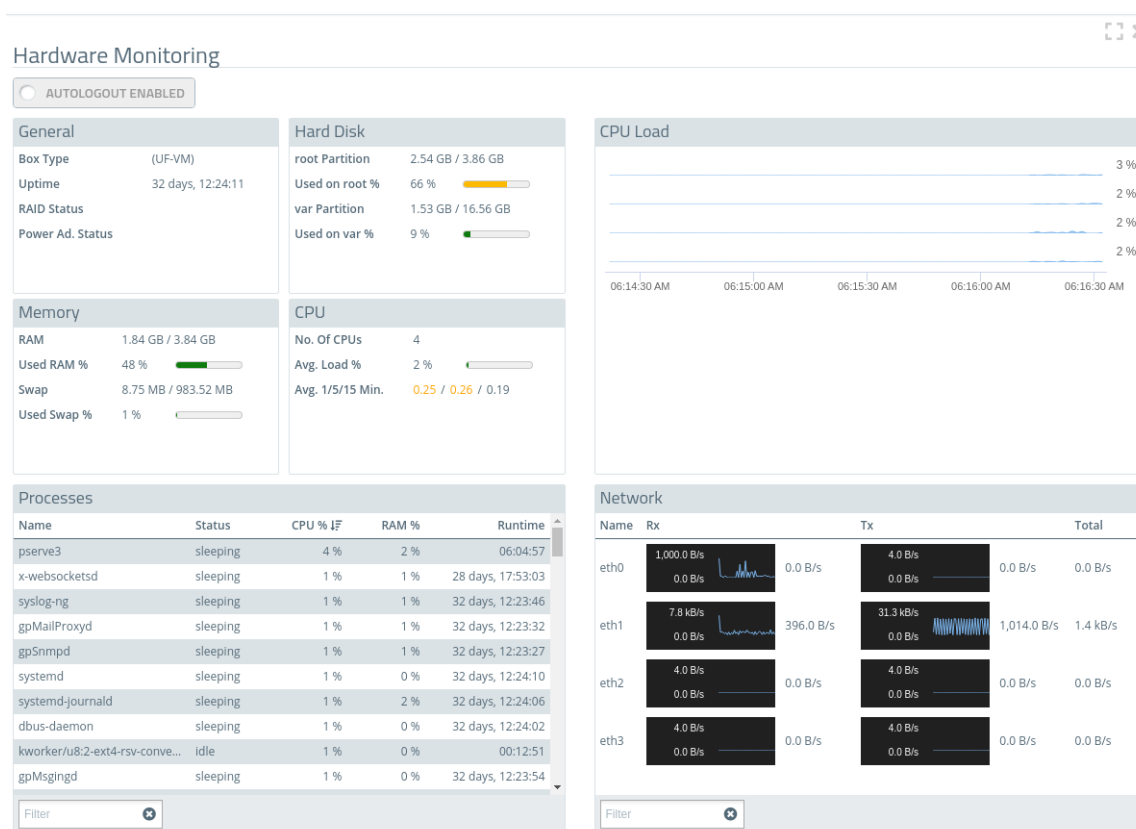 Hardware Monitoring
AUTOLOGOUT ENABLED
General
Box Type (UF-VM)
Uptime 32 days, 12:24:11
RAID Status
Power Ad. Status
Hard Disk
root Partition 2.54 GB / 3.86 GB
Used on root % 66 %
var Partition 1.53 GB / 16.56 GB
Used on var % 9 %
CPU Load
3 %
2 %
2 %
2 %
06:14:30 AM 06:15:00 AM 06:15:30 AM 06:16:00 AM 06:16:30 AM
Memory
RAM 1.84 GB / 3.84 GB
Used RAM % 48 %
Swap 8.75 MB / 983.52 MB
Used Swap % 1 %
CPU
No. Of CPUs 4
Avg. Load % 2 %
Avg. 1/5/15 Min. 0.25 / 0.26 / 0.19
Processes
Name Status CPU % RAM % Runtime
pserve3 sleeping 4 % 2 % 06:04:57
x-websocketsd sleeping 1 % 1 % 28 days, 17:53:03
syslog-ng sleeping 1 % 1 % 32 days, 12:23:46
gpMailProxyd sleeping 1 % 1 % 32 days, 12:23:32
gpSnmpd sleeping 1 % 1 % 32 days, 12:23:27
systemd sleeping 1 % 0 % 32 days, 12:24:10
systemd-journald sleeping 1 % 2 % 32 days, 12:24:06
dbus-daemon sleeping 1 % 0 % 32 days, 12:24:02
kworker/u8:2-ext4-rsv-conve... idle 1 % 0 % 00:12:51
gpMsgingd sleeping 1 % 0 % 32 days, 12:23:54
Filter
Network
Name Rx Tx Total
1,000.0 B/s 4.0 B/s
eth0 0.0 B/s 0.0 B/s 0.0 B/s
0.0 B/s 0.0 B/s
7.8 kB/s 31.3 kB/s
eth1 396.0 B/s 1,014.0 B/s 1.4 kB/s
0.0 B/s 0.0 B/s
4.0 B/s 4.0 B/s
eth2 0.0 B/s 0.0 B/s 0.0 B/s
0.0 B/s 0.0 B/s
4.0 B/s 4.0 B/s
eth3 0.0 B/s 0.0 B/s 0.0 B/s
0.0 B/s 0.0 B/s
Filter